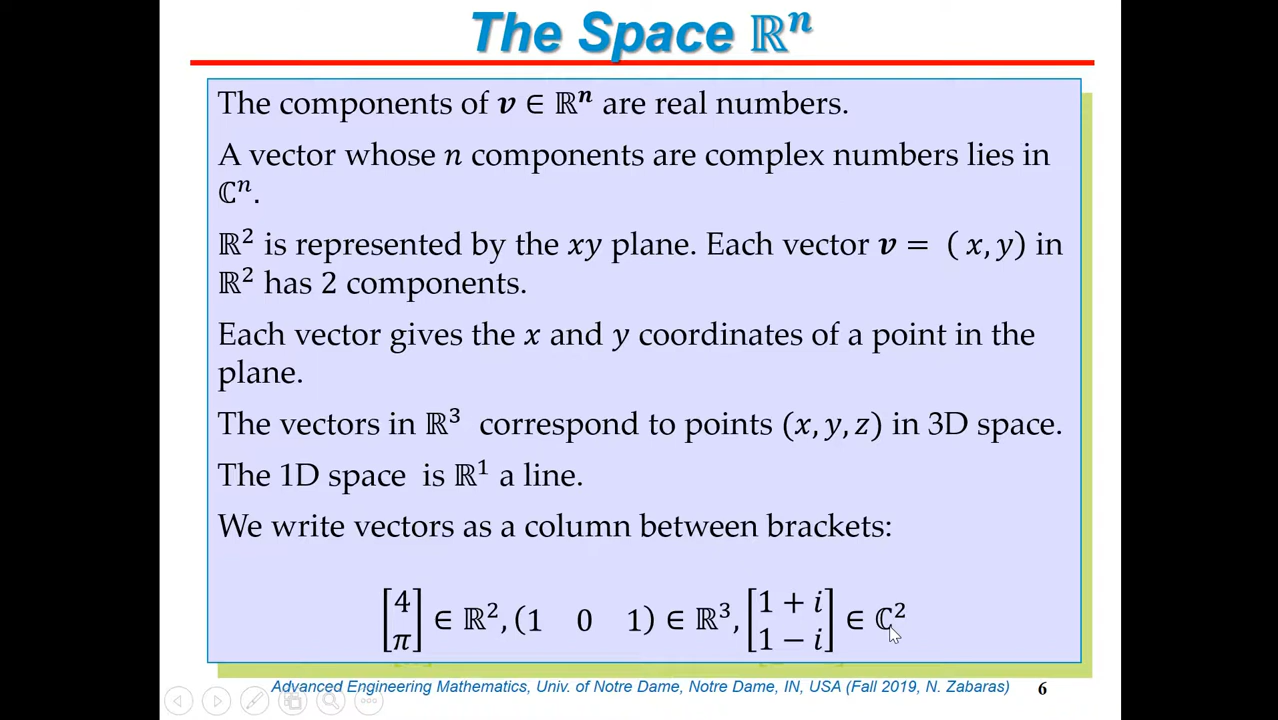 The Space ℝⁿ
The components of 𝒗 ∈ ℝⁿ are real numbers.
A vector whose n components are complex numbers lies in
ℂⁿ.
ℝ² is represented by the xy plane. Each vector 𝒗 = ( x, y) in
ℝ² has 2 components.
Each vector gives the x and y coordinates of a point in the
plane.
The vectors in ℝ³ correspond to points (x, y, z) in 3D space.
The 1D space is ℝ¹ a line.
We write vectors as a column between brackets:
[4 π] ∈ ℝ², (1 0 1) ∈ ℝ³, [1 + i 1 − i] ∈ ℂ²
Advanced Engineering Mathematics, Univ. of Notre Dame, Notre Dame, IN, USA (Fall 2019, N. Zabaras) 6